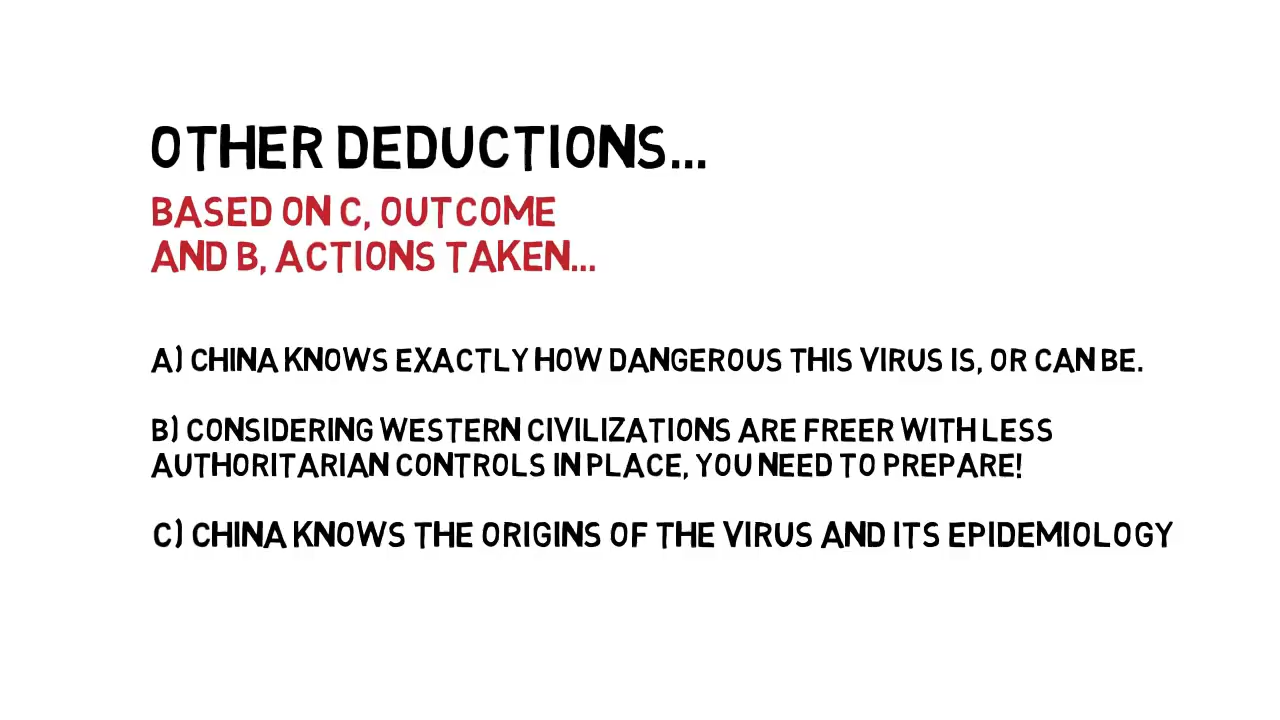 OTHER DEDUCTIONS...
BASED ON C, OUTCOME
AND B, ACTIONS TAKEN...
A) CHINA KNOWS EXACTLY HOW DANGEROUS THIS VIRUS IS, OR CAN BE.
B) CONSIDERING WESTERN CIVILIZATIONS ARE FREER WITH LESS
AUTHORITARIAN CONTROLS IN PLACE, YOU NEED TO PREPARE!
C) CHINA KNOWS THE ORIGINS OF THE VIRUS AND ITS EPIDEMIOLOGY